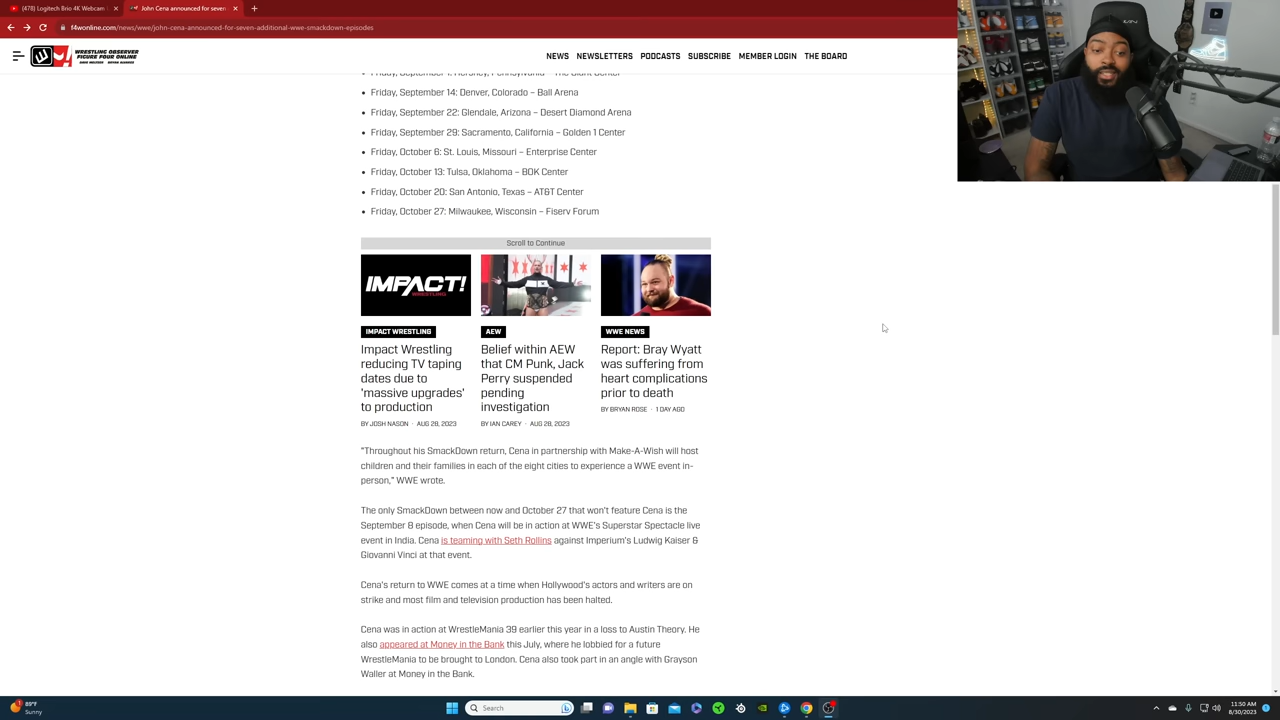 (478) Logitech Brio 4K Webcam
John Cena announced for seven
f4wonline.com/news/wwe/john-cena-announced-for-seven-additional-wwe-smackdown-episodes
WRESTLING OBSERVER
FIGURE FOUR ONLINE
NEWS NEWSLETTERS PODCASTS SUBSCRIBE MEMBER LOGIN THE BOARD
Friday, September 14: Denver, Colorado – Ball Arena
Friday, September 22: Glendale, Arizona – Desert Diamond Arena
Friday, September 29: Sacramento, California – Golden 1 Center
Friday, October 6: St. Louis, Missouri – Enterprise Center
Friday, October 13: Tulsa, Oklahoma – BOK Center
Friday, October 20: San Antonio, Texas – AT&T Center
Friday, October 27: Milwaukee, Wisconsin – Fiserv Forum
Scroll to Continue
IMPACT!
WRESTLING
IMPACT WRESTLING
Impact Wrestling
reducing TV taping
dates due to
'massive upgrades'
to production
BY JOSH NASON · AUG 28, 2023
AEW
Belief within AEW
that CM Punk, Jack
Perry suspended
pending
investigation
BY IAN CAREY · AUG 28, 2023
WWE NEWS
Report: Bray Wyatt
was suffering from
heart complications
prior to death
BY BRYAN ROSE · 1 DAY AGO
"Throughout his SmackDown return, Cena in partnership with Make-A-Wish will host
children and their families in each of the eight cities to experience a WWE event in-
person," WWE wrote.
The only SmackDown between now and October 27 that won't feature Cena is the
September 8 episode, when Cena will be in action at WWE's Superstar Spectacle live
event in India. Cena is teaming with Seth Rollins against Imperium's Ludwig Kaiser &
Giovanni Vinci at that event.
Cena's return to WWE comes at a time when Hollywood's actors and writers are on
strike and most film and television production has been halted.
Cena was in action at WrestleMania 39 earlier this year in a loss to Austin Theory. He
also appeared at Money in the Bank this July, where he lobbied for a future
WrestleMania to be brought to London. Cena also took part in an angle with Grayson
Waller at Money in the Bank.
89°F
Sunny
Search
11:50 AM
8/30/2023